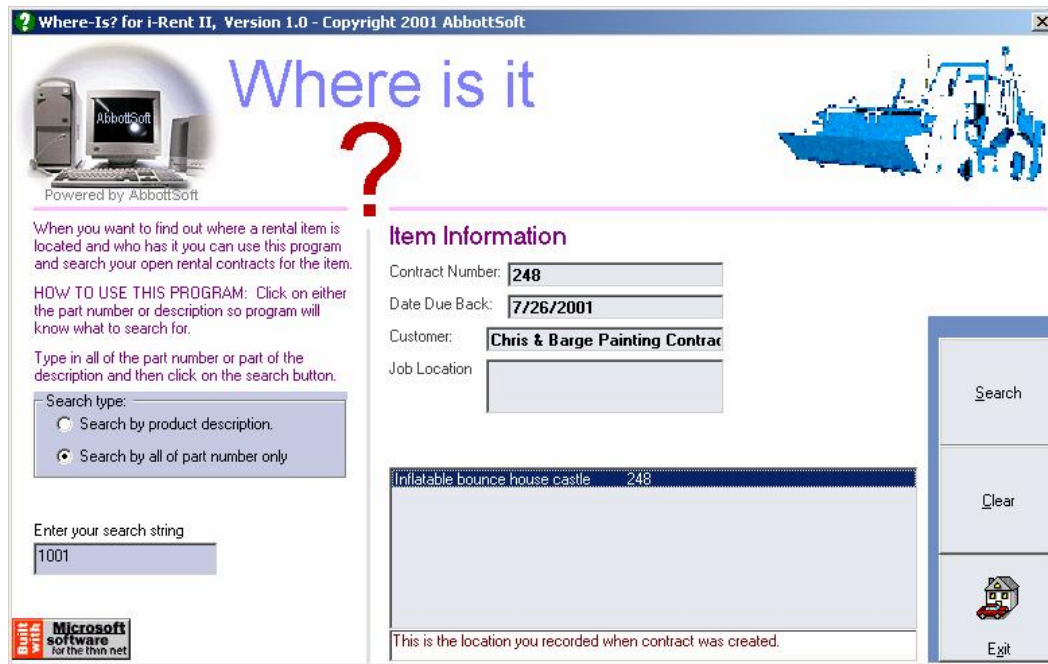 Where-Is? for i-Rent II, Version 1.0 - Copyright 2001 AbbottSoft
Where is it
?
AbbottSoft
Powered by AbbottSoft
When you want to find out where a rental item is
located and who has it you can use this program
and search your open rental contracts for the item.
HOW TO USE THIS PROGRAM: Click on either
the part number or description so program will
know what to search for.
Type in all of the part number or part of the
description and then click on the search button.
Search type:
Search by product description.
Search by all of part number only
Enter your search string
1001
Built with
Microsoft
software
for the thin net
Item Information
Contract Number: 248
Date Due Back: 7/26/2001
Customer: Chris & Barge Painting Contrac
Job Location
Inflatable bounce house castle 248
This is the location you recorded when contract was created.
Search
Clear
Exit